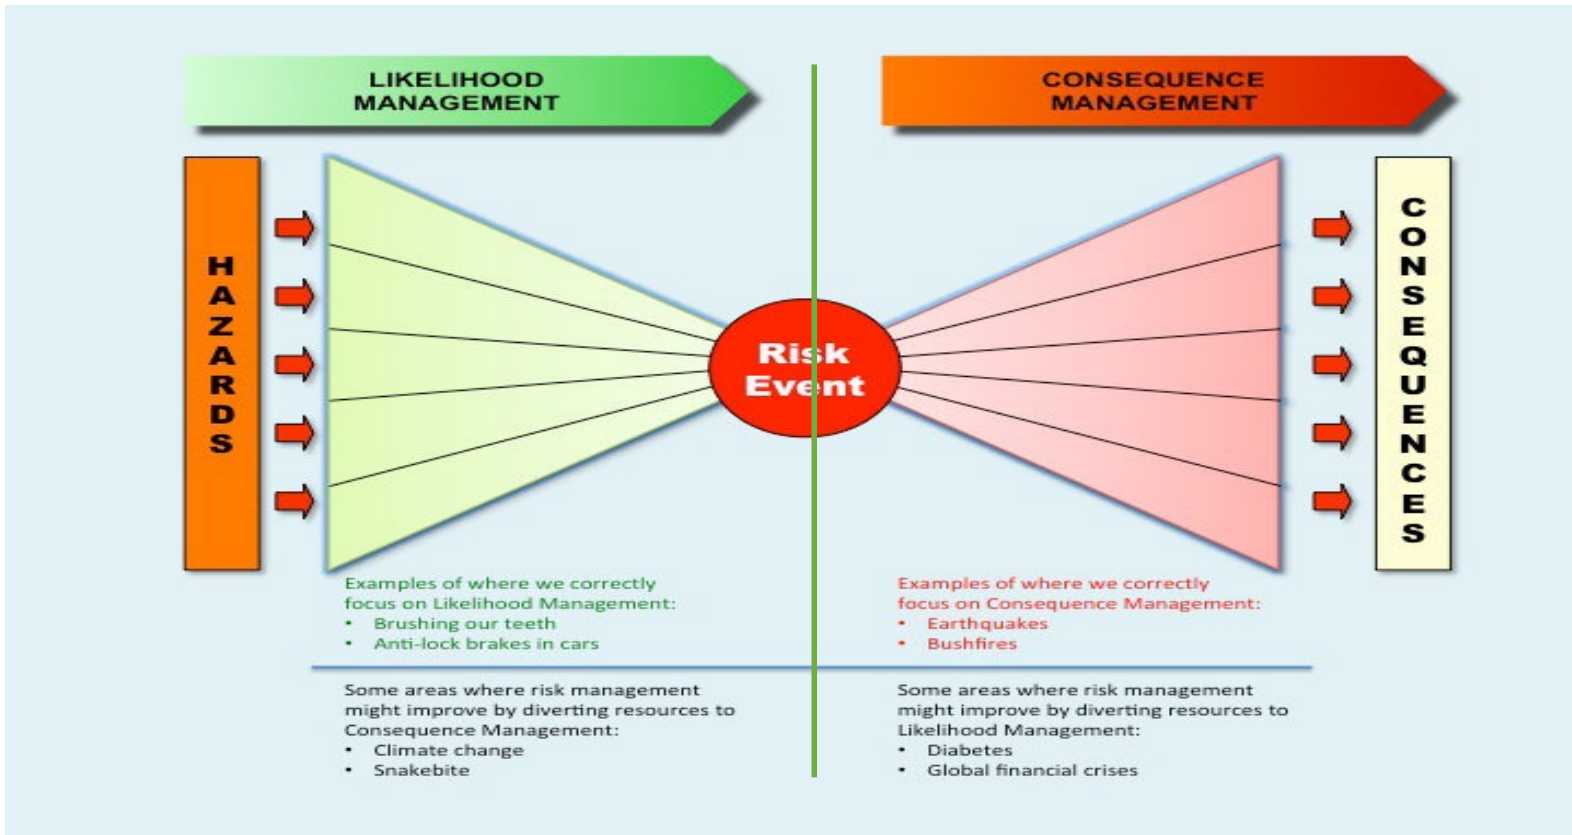 LIKELIHOOD
MANAGEMENT
CONSEQUENCE
MANAGEMENT
HAZARDS
Risk
Event
CONSEQUENCES
Examples of where we correctly
focus on Likelihood Management:
• Brushing our teeth
• Anti-lock brakes in cars
Examples of where we correctly
focus on Consequence Management:
• Earthquakes
• Bushfires
Some areas where risk management
might improve by diverting resources to
Consequence Management:
• Climate change
• Snakebite
Some areas where risk management
might improve by diverting resources to
Likelihood Management:
• Diabetes
• Global financial crises